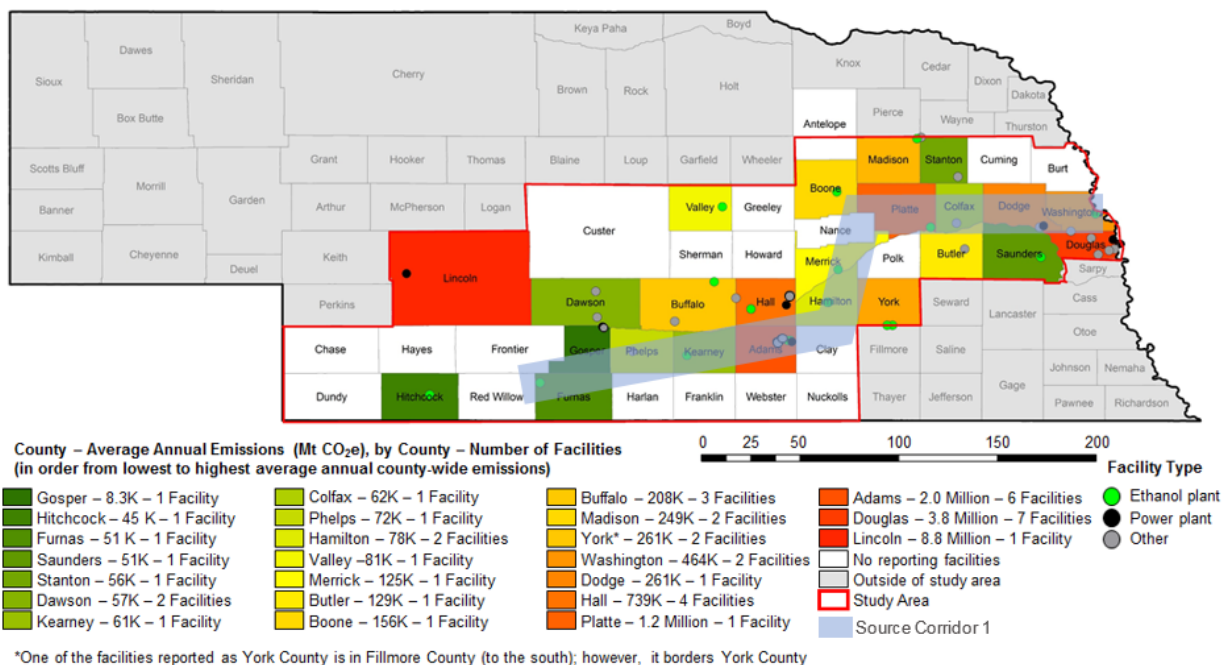 Keya Paha Boyd
Dawes Knox Cedar
Sioux Sheridan Cherry Brown Rock Holt Dixon
Dakota
Box Butte Antelope Pierce Wayne Thurston
Scotts Bluff Grant Hooker Thomas Blaine Loup Garfield Wheeler Madison Stanton Cuming Burt
Morrill Garden Boone
Banner Arthur McPherson Logan Valley Greeley Platte Colfax Dodge Washington
Custer Nance
Kimball Cheyenne Keith Lincoln Sherman Howard Merrick Polk Butler Saunders Douglas
Deuel Sarpy
Perkins Dawson Buffalo Hall Hamilton York Seward Cass
Lancaster
Otoe
Chase Hayes Frontier Gosper Phelps Kearney Adams Clay Fillmore Saline
Johnson Nemaha
Gage
Dundy Hitchcock Red Willow Furnas Harlan Franklin Webster Nuckolls Thayer Jefferson Pawnee Richardson
County – Average Annual Emissions (Mt CO₂e), by County – Number of Facilities
(in order from lowest to highest average annual county-wide emissions)
0 25 50 100 150 200
Facility Type
Ethanol plant
Power plant
Other
Gosper – 8.3K – 1 Facility
Hitchcock – 45 K – 1 Facility
Furnas – 51 K – 1 Facility
Saunders – 51K – 1 Facility
Stanton – 56K – 1 Facility
Dawson – 57K – 2 Facilities
Kearney – 61K – 1 Facility
Colfax – 62K – 1 Facility
Phelps – 72K – 1 Facility
Hamilton – 78K – 2 Facilities
Valley –81K – 1 Facility
Merrick – 125K – 1 Facility
Butler – 129K – 1 Facility
Boone – 156K – 1 Facility
Buffalo – 208K – 3 Facilities
Madison – 249K – 2 Facilities
York* – 261K – 2 Facilities
Washington – 464K – 2 Facilities
Dodge – 261K – 1 Facility
Hall – 739K – 4 Facilities
Platte – 1.2 Million – 1 Facility
Adams – 2.0 Million – 6 Facilities
Douglas – 3.8 Million – 7 Facilities
Lincoln – 8.8 Million – 1 Facility
No reporting facilities
Outside of study area
Study Area
Source Corridor 1
*One of the facilities reported as York County is in Fillmore County (to the south); however, it borders York County